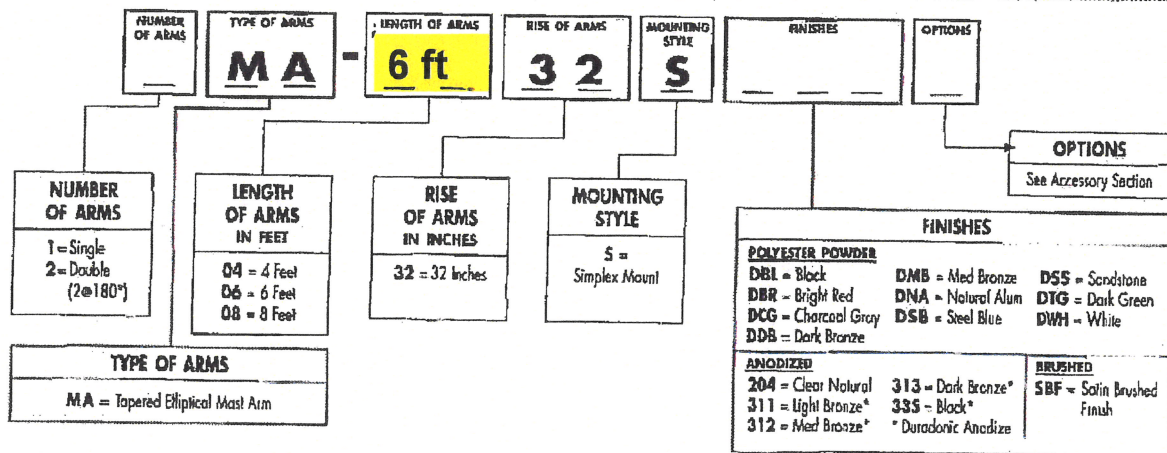 NUMBER OF ARMS
TYPE OF ARMS
MA
-
LENGTH OF ARMS
6 ft
RISE OF ARMS
32
MOUNTING STYLE
S
FINISHES
OPTIONS
NUMBER
OF ARMS
1 = Single
2 = Double
(2@180°)
LENGTH
OF ARMS
IN FEET
04 = 4 Feet
06 = 6 Feet
08 = 8 Feet
RISE
OF ARMS
IN INCHES
32 = 32 Inches
MOUNTING
STYLE
S =
Simplex Mount
OPTIONS
See Accessory Section
TYPE OF ARMS
MA = Tapered Elliptical Mast Arm
FINISHES
POLYESTER POWDER
DBL = Black
DBR = Bright Red
DCG = Charcoal Gray
DDB = Dark Bronze
DMB = Med Bronze
DNA = Natural Alum
DSB = Steel Blue
DSS = Sandstone
DTG = Dark Green
DWH = White
ANODIZED
204 = Clear Natural
311 = Light Bronze*
312 = Med Bronze*
313 = Dark Bronze*
335 = Black*
* Duradonic Anodize
BRUSHED
SBF = Satin Brushed
Finish